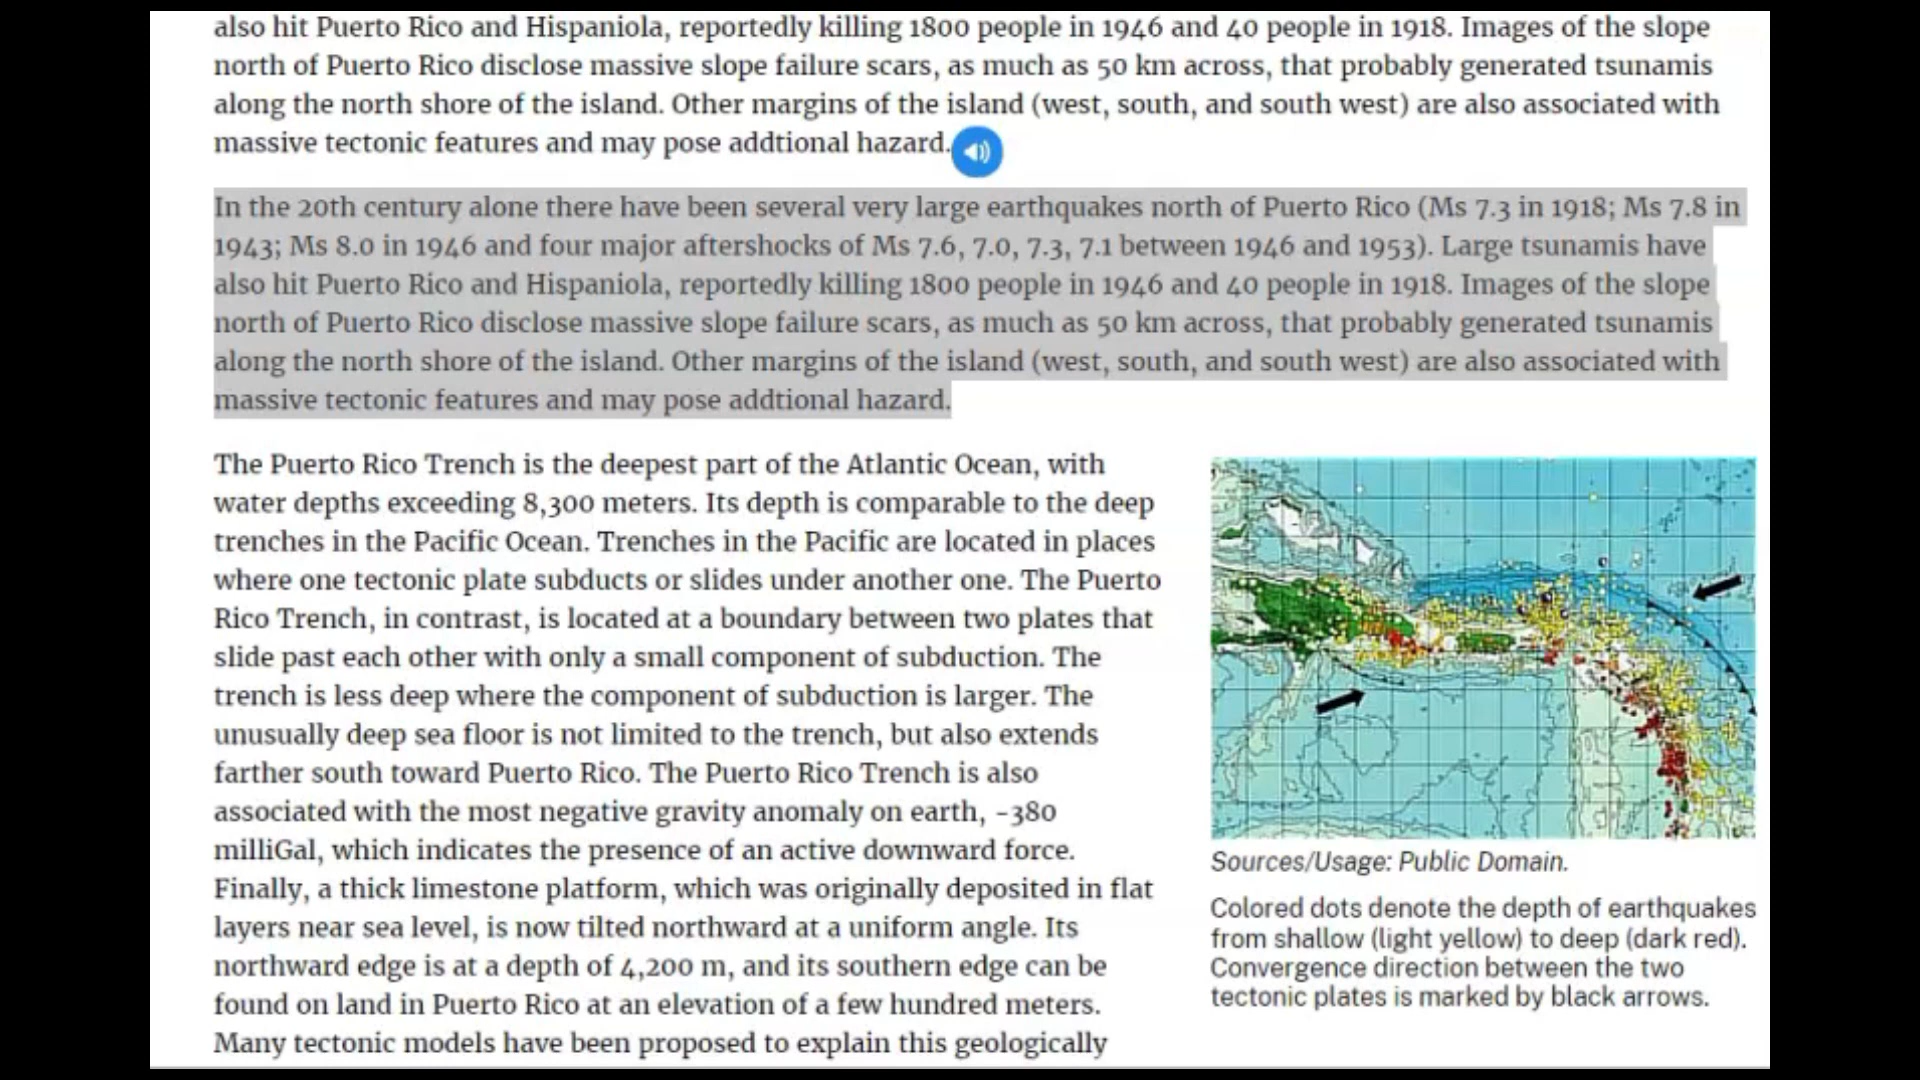 also hit Puerto Rico and Hispaniola, reportedly killing 1800 people in 1946 and 40 people in 1918. Images of the slope
north of Puerto Rico disclose massive slope failure scars, as much as 50 km across, that probably generated tsunamis
along the north shore of the island. Other margins of the island (west, south, and south west) are also associated with
massive tectonic features and may pose addtional hazard.
In the 20th century alone there have been several very large earthquakes north of Puerto Rico (Ms 7.3 in 1918; Ms 7.8 in
1943; Ms 8.0 in 1946 and four major aftershocks of Ms 7.6, 7.0, 7.3, 7.1 between 1946 and 1953). Large tsunamis have
also hit Puerto Rico and Hispaniola, reportedly killing 1800 people in 1946 and 40 people in 1918. Images of the slope
north of Puerto Rico disclose massive slope failure scars, as much as 50 km across, that probably generated tsunamis
along the north shore of the island. Other margins of the island (west, south, and south west) are also associated with
massive tectonic features and may pose addtional hazard.
The Puerto Rico Trench is the deepest part of the Atlantic Ocean, with
water depths exceeding 8,300 meters. Its depth is comparable to the deep
trenches in the Pacific Ocean. Trenches in the Pacific are located in places
where one tectonic plate subducts or slides under another one. The Puerto
Rico Trench, in contrast, is located at a boundary between two plates that
slide past each other with only a small component of subduction. The
trench is less deep where the component of subduction is larger. The
unusually deep sea floor is not limited to the trench, but also extends
farther south toward Puerto Rico. The Puerto Rico Trench is also
associated with the most negative gravity anomaly on earth, -380
milliGal, which indicates the presence of an active downward force.
Finally, a thick limestone platform, which was originally deposited in flat
layers near sea level, is now tilted northward at a uniform angle. Its
northward edge is at a depth of 4,200 m, and its southern edge can be
found on land in Puerto Rico at an elevation of a few hundred meters.
Many tectonic models have been proposed to explain this geologically
Sources/Usage: Public Domain.
Colored dots denote the depth of earthquakes
from shallow (light yellow) to deep (dark red).
Convergence direction between the two
tectonic plates is marked by black arrows.